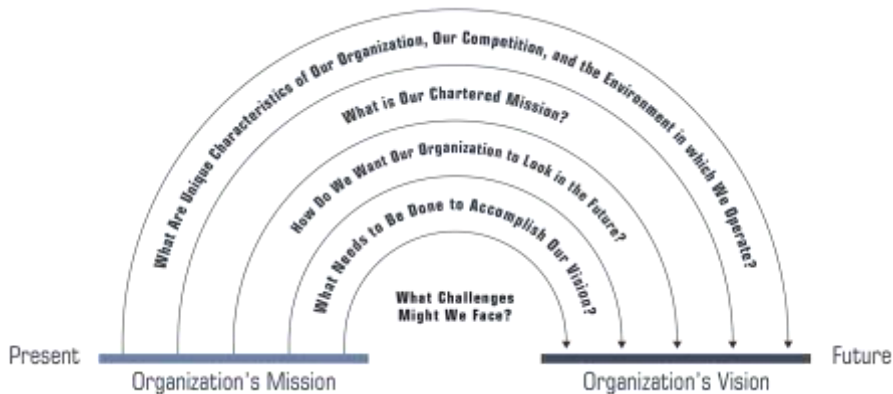 What Are Unique Characteristics of Our Organization, Our Competition, and the Environment in which We Operate?
What is Our Chartered Mission?
How Do We Want Our Organization to Look in the Future?
What Needs to Be Done to Accomplish Our Vision?
What Challenges
Might We Face?
Present
Future
Organization's Mission
Organization's Vision